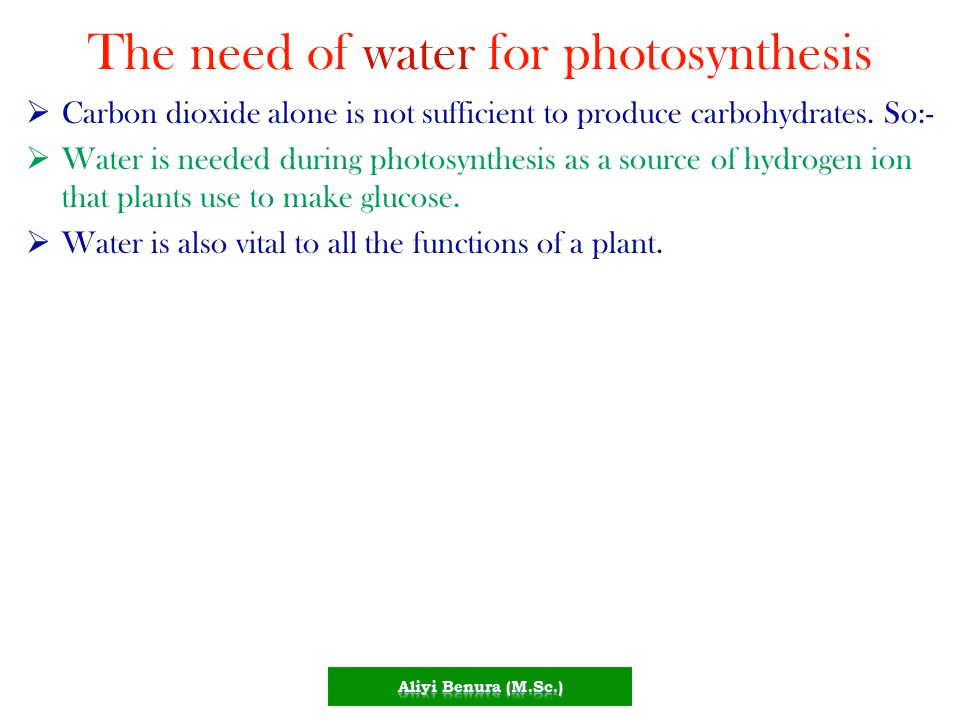 The need of water for photosynthesis
➢ Carbon dioxide alone is not sufficient to produce carbohydrates. So:-
➢ Water is needed during photosynthesis as a source of hydrogen ion
that plants use to make glucose.
➢ Water is also vital to all the functions of a plant.
Aliyi Benura (M.Sc.)